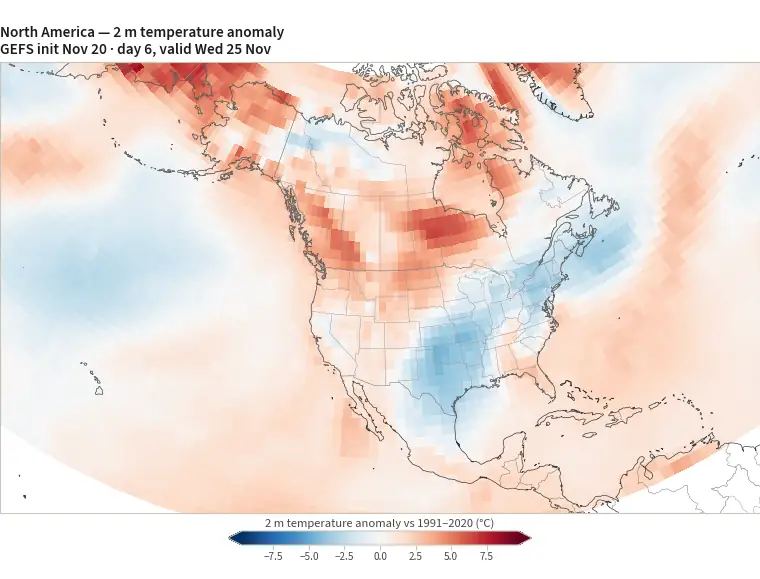 North America — 2 m temperature anomaly
GEFS init Nov 20 · day 6, valid Wed 25 Nov
2 m temperature anomaly vs 1991–2020 (°C)
−7.5 −5.0 −2.5 0.0 2.5 5.0 7.5